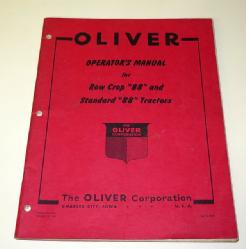 OLIVER
OPERATOR'S MANUAL
for
Row Crop "88" and
Standard "88" Tractors
THE
OLIVER
CORPORATION
The OLIVER Corporation
CHARLES CITY, IOWA U.S.A.